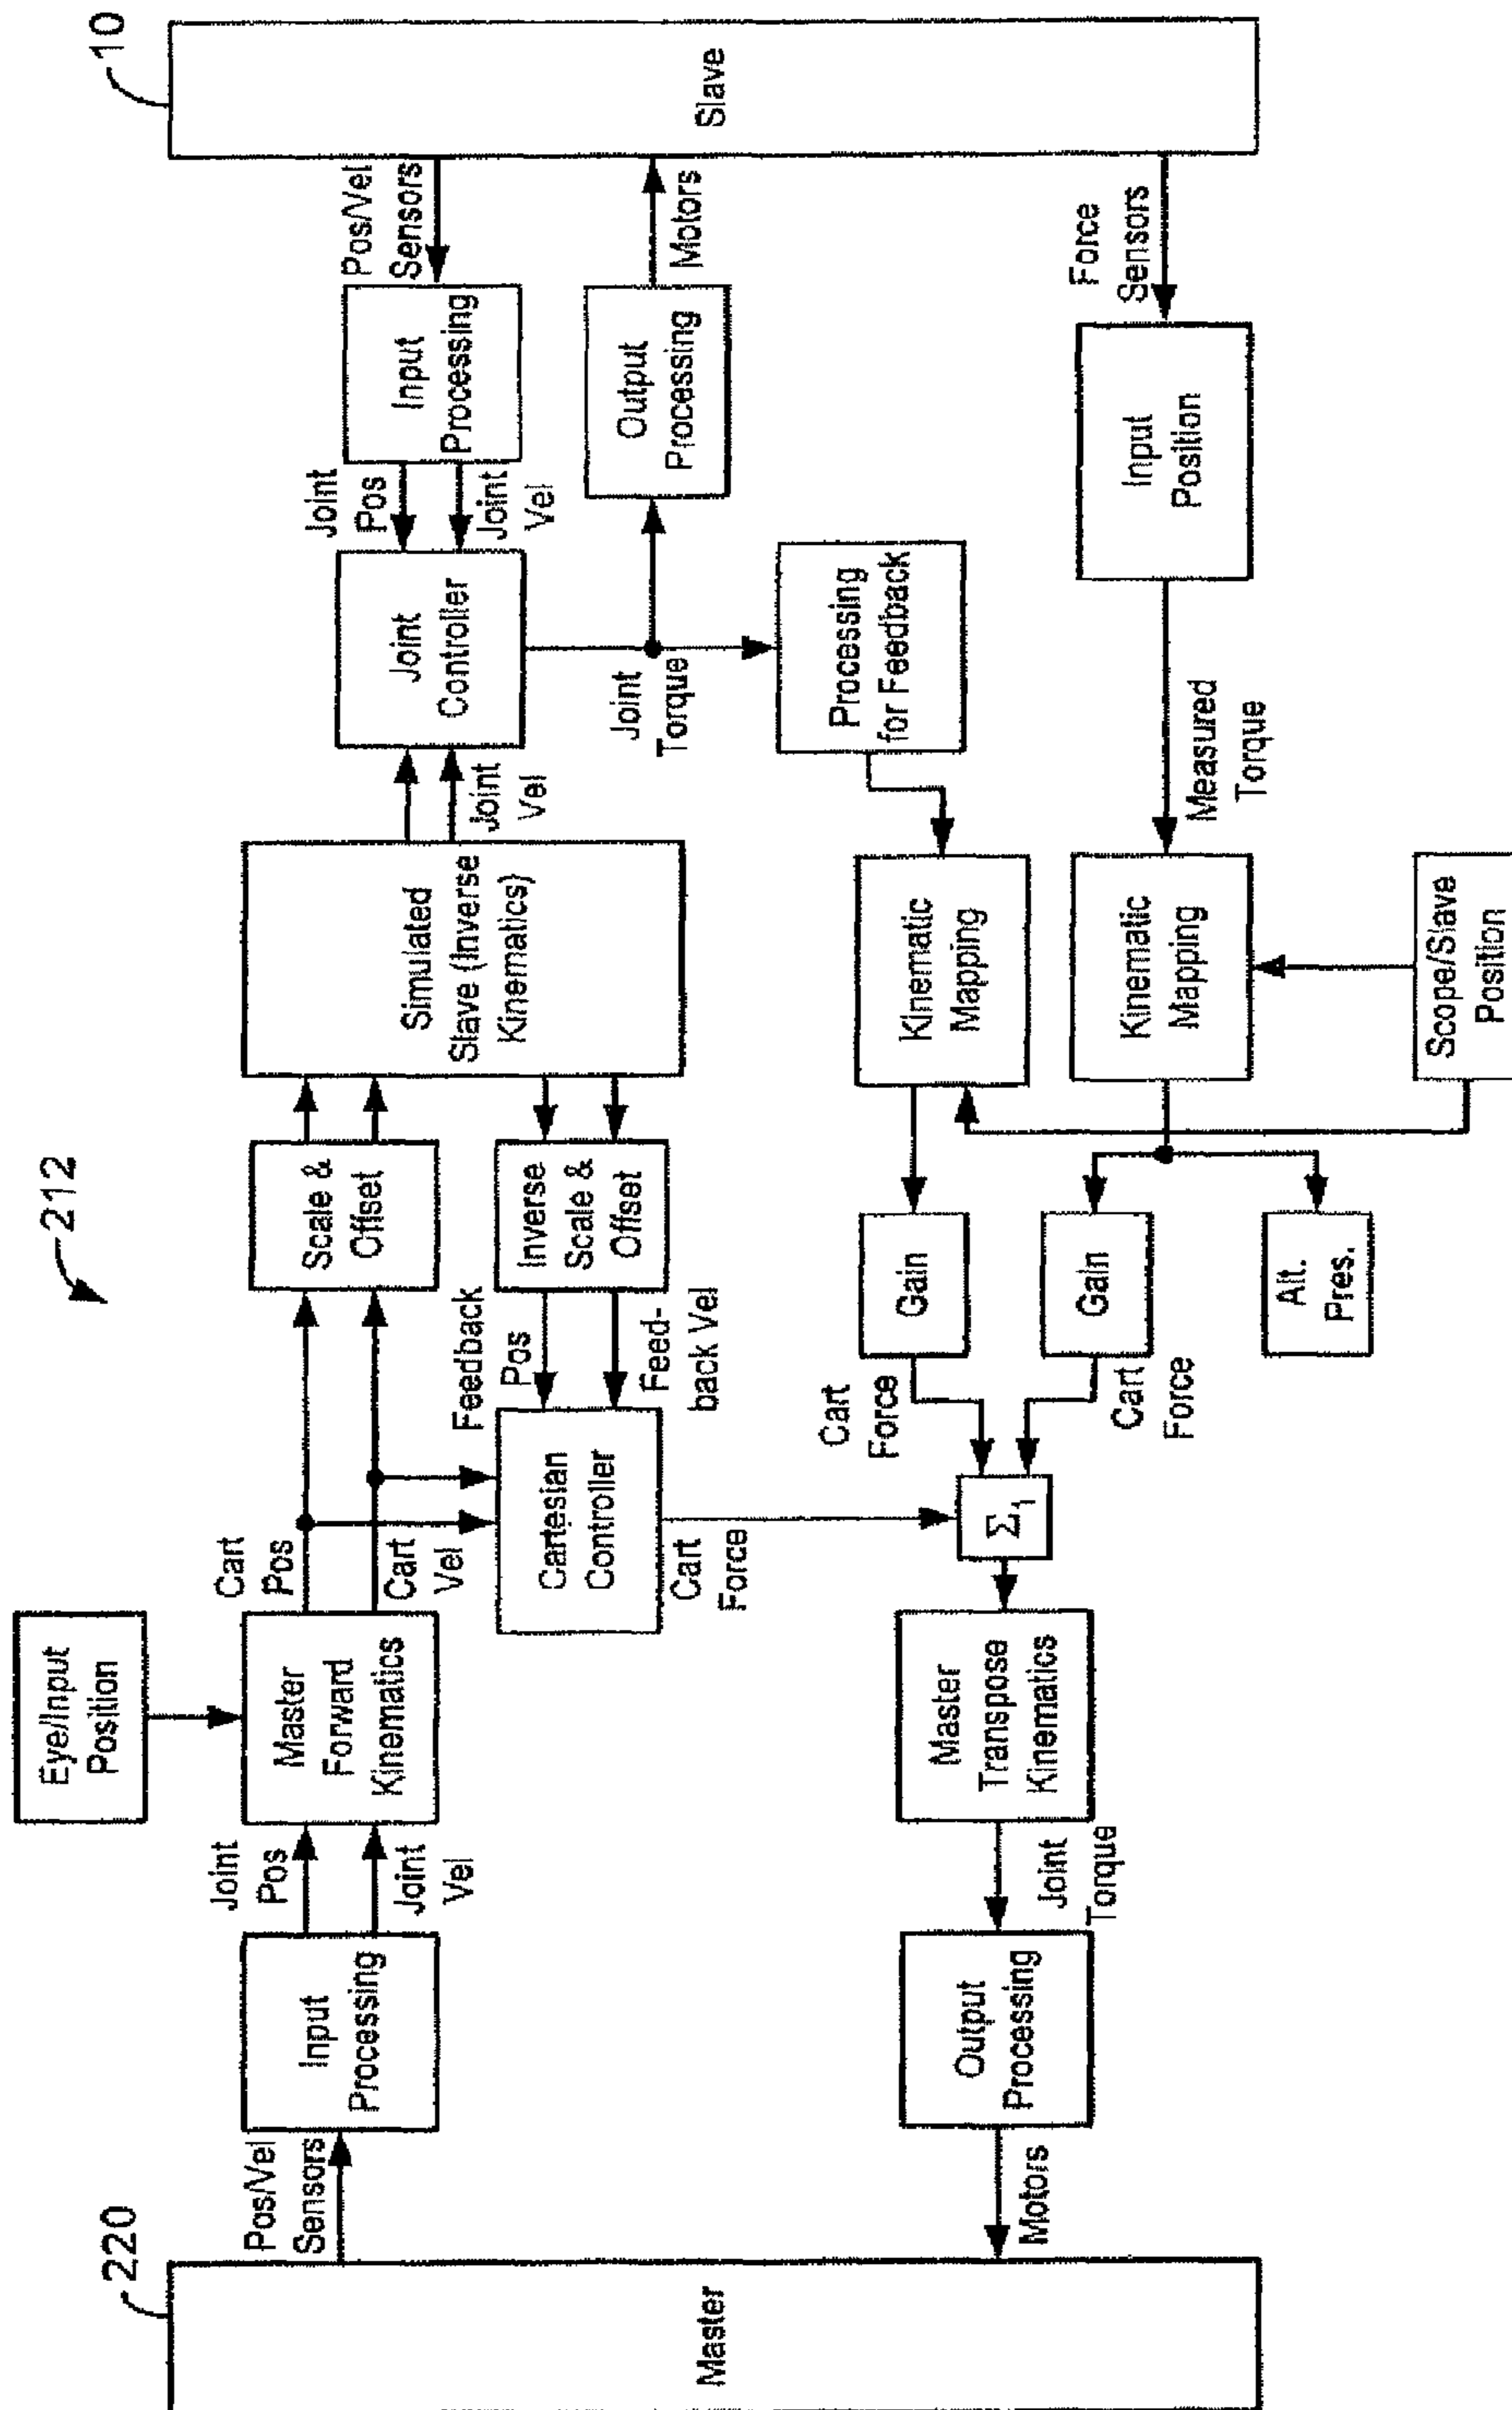 212
220
Master
Pos/Vel
Sensors
Input
Processing
Joint
Pos
Joint
Vel
Eye/Input
Position
Master
Forward
Kinematics
Cart
Pos
Cart
Vel
Scale &
Offset
Simulated
Slave (Inverse
Kinematics)
Joint
Vel
Joint
Controller
Joint
Pos
Joint
Vel
Input
Processing
Pos/Vel
Sensors
10
Slave
Cartesian
Controller
Feedback
Pos
Feed-
back Vel
Inverse
Scale &
Offset
Joint
Torque
Output
Processing
Motors
Processing
for Feedback
Cart
Force
Motors
Output
Processing
Joint
Torque
Master
Transpose
Kinematics
Σ1
Cart
Force
Gain
Kinematic
Mapping
Cart
Force
Gain
Kinematic
Mapping
Measured
Torque
Input
Position
Force
Sensors
Alt.
Pres.
Scope/Slave
Position